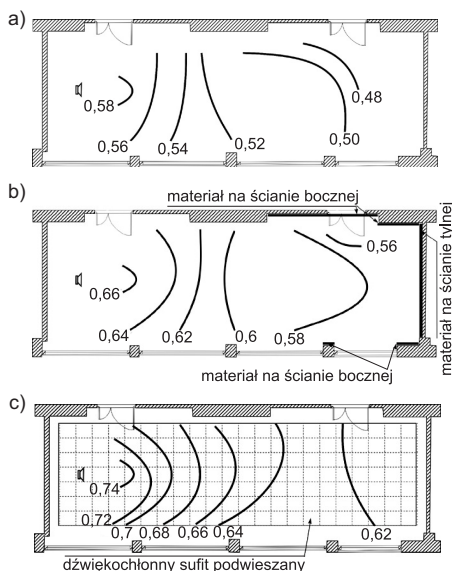 a)
0,58
0,56
0,54
0,52
0,50
0,48
b)
materiał na ścianie bocznej
materiał na ścianie tylnej
0,66
0,64
0,62
0,6
0,58
0,56
materiał na ścianie bocznej
c)
0,74
0,72
0,7
0,68
0,66
0,64
0,62
dźwiekochłonny sufit podwieszany